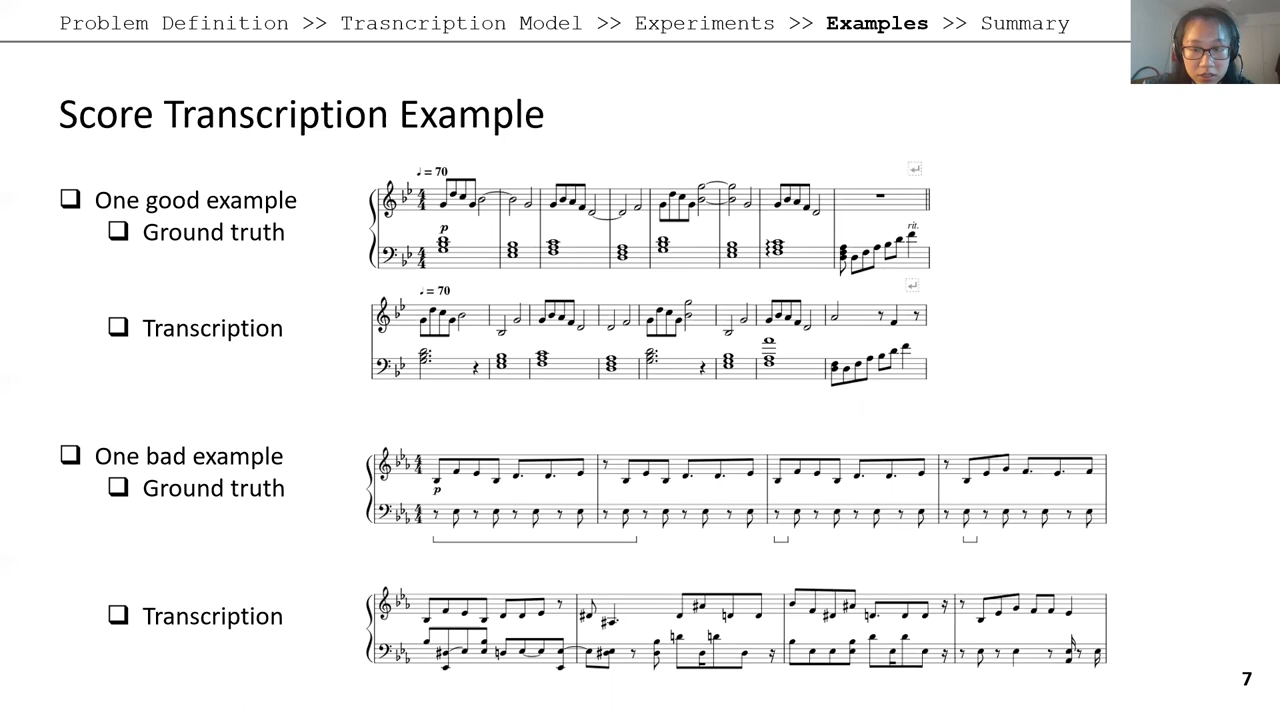 Problem Definition >> Trasncription Model >> Experiments >> Examples >> Summary
Score Transcription Example
One good example
Ground truth
♩ = 70
p
rit.
♩ = 70
Transcription
One bad example
Ground truth
p
Transcription
7